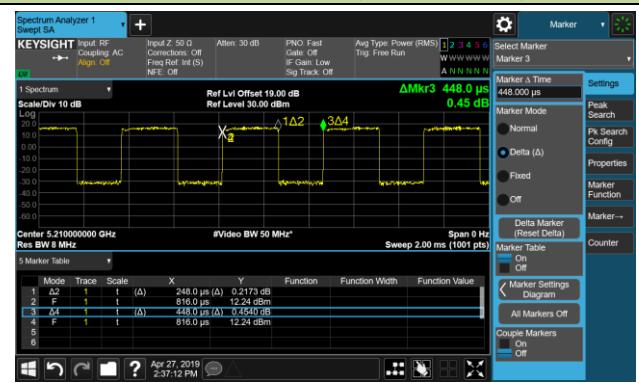 Spectrum Analyzer 1
Swept SA
Marker
KEYSIGHT Input: RF Input Z: 50 Ω Atten: 30 dB PNO: Fast Avg Type: Power (RMS) 1 2 3 4 5 6
Coupling: AC Corrections: Off Gate: Off Trig: Free Run W W W W W W
Align: Off Freq Ref: Int (S) IF Gain: Low
NFE: Off Sig Track: Off A N N N N N
LXI
Select Marker
Marker 3
1 Spectrum
Ref Lvl Offset 19.00 dB ΔMkr3 448.0 µs
Scale/Div 10 dB Ref Level 30.00 dBm 0.45 dB
Log
20.0
10.0
0.00
-10.0
-20.0
-30.0
-40.0
-50.0
-60.0
1Δ2
3Δ4
X
Center 5.210000000 GHz #Video BW 50 MHz* Span 0 Hz
Res BW 8 MHz Sweep 2.00 ms (1001 pts)
5 Marker Table
Mode Trace Scale X Y Function Function Width Function Value
1 Δ2 1 t (Δ) 248.0 µs (Δ) 0.2173 dB
2 F 1 t 816.0 µs 12.24 dBm
3 Δ4 1 t (Δ) 448.0 µs (Δ) 0.4540 dB
4 F 1 t 816.0 µs 12.24 dBm
5
6
Marker Δ Time
448.000 µs
Marker Mode
Normal
Delta (Δ)
Fixed
Off
Delta Marker
(Reset Delta)
Marker Table
On
Off
Marker Settings
Diagram
All Markers Off
Couple Markers
On
Off
Settings
Peak
Search
Pk Search
Config
Properties
Marker
Function
Marker→
Counter
?
Apr 27, 2019
2:37:12 PM